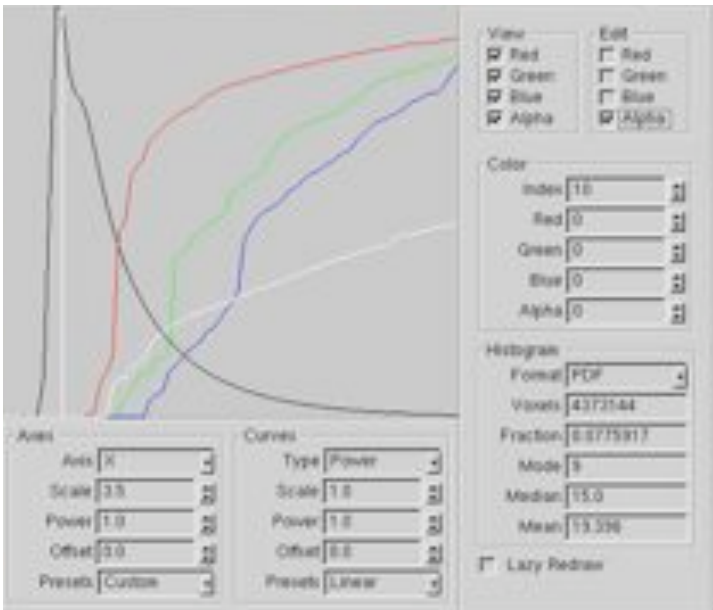 View
Red
Green
Blue
Alpha
Edit
Red
Green
Blue
Alpha
Color
Index 10
Red 0
Green 0
Blue 0
Alpha 0
Histogram
Format PDF
Voxels 4373144
Fraction 0.0775917
Mode 9
Median 15.0
Mean 19.396
Lazy Redraw
Axes
Axis X
Scale 3.5
Power 1.0
Offset 0.0
Presets Custom
Curves
Type Power
Scale 1.0
Power 1.0
Offset 0.0
Presets Linear